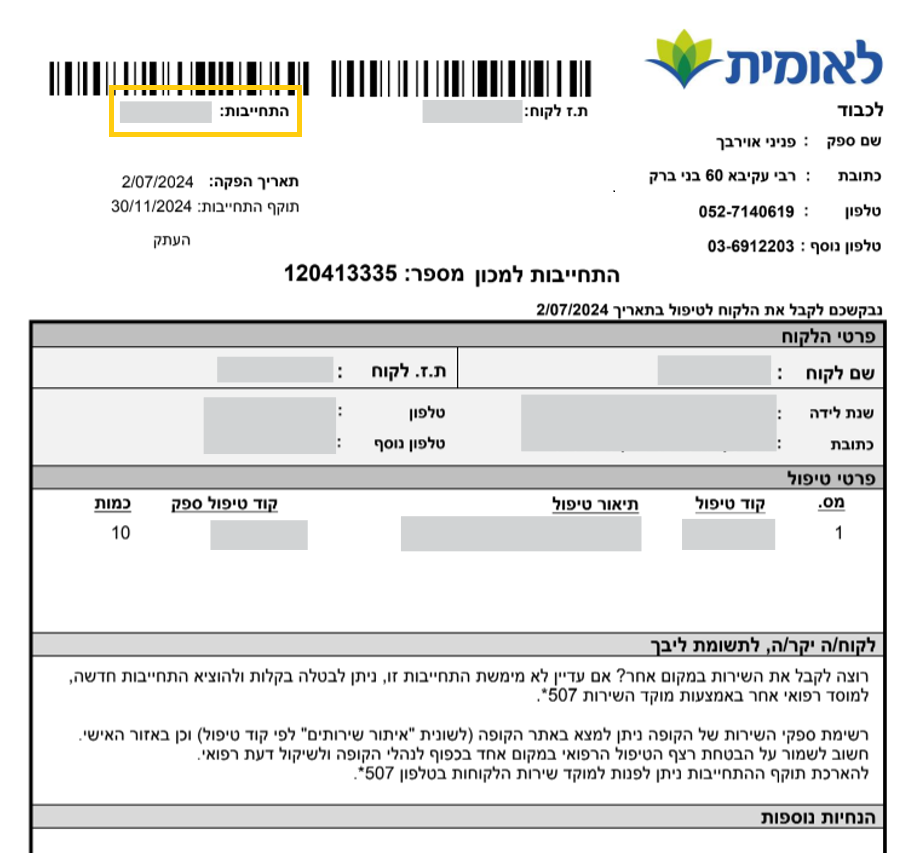 לאומית
התחייבות:
ת.ז לקוח:
לכבוד
שם ספק : פניני אוירבך
כתובת : רבי עקיבא 60 בני ברק
טלפון : 052-7140619
טלפון נוסף : 03-6912203
תאריך הפקה: 2/07/2024
תוקף התחייבות: 30/11/2024
העתק
התחייבות למכון מספר: 120413335
נבקשכם לקבל את הלקוח לטיפול בתאריך 2/07/2024
פרטי הלקוח
שם לקוח : ת.ז. לקוח :
שנת לידה : טלפון :
כתובת : טלפון נוסף :
פרטי טיפול
מס. קוד טיפול תיאור טיפול קוד טיפול ספק כמות
1 10
לקוח/ה יקר/ה, לתשומת ליבך
רוצה לקבל את השירות במקום אחר? אם עדיין לא מימשת התחייבות זו, ניתן לבטלה בקלות ולהוציא התחייבות חדשה,
למוסד רפואי אחר באמצעות מוקד השירות 507*.
רשימת ספקי השירות של הקופה ניתן למצא באתר הקופה (לשונית "איתור שירותים" לפי קוד טיפול) וכן באזור האישי.
חשוב לשמור על הבטחת רצף הטיפול הרפואי במקום אחד בכפוף לנהלי הקופה ולשיקול דעת רפואי.
להארכת תוקף ההתחייבות ניתן לפנות למוקד שירות הלקוחות בטלפון 507*.
הנחיות נוספות